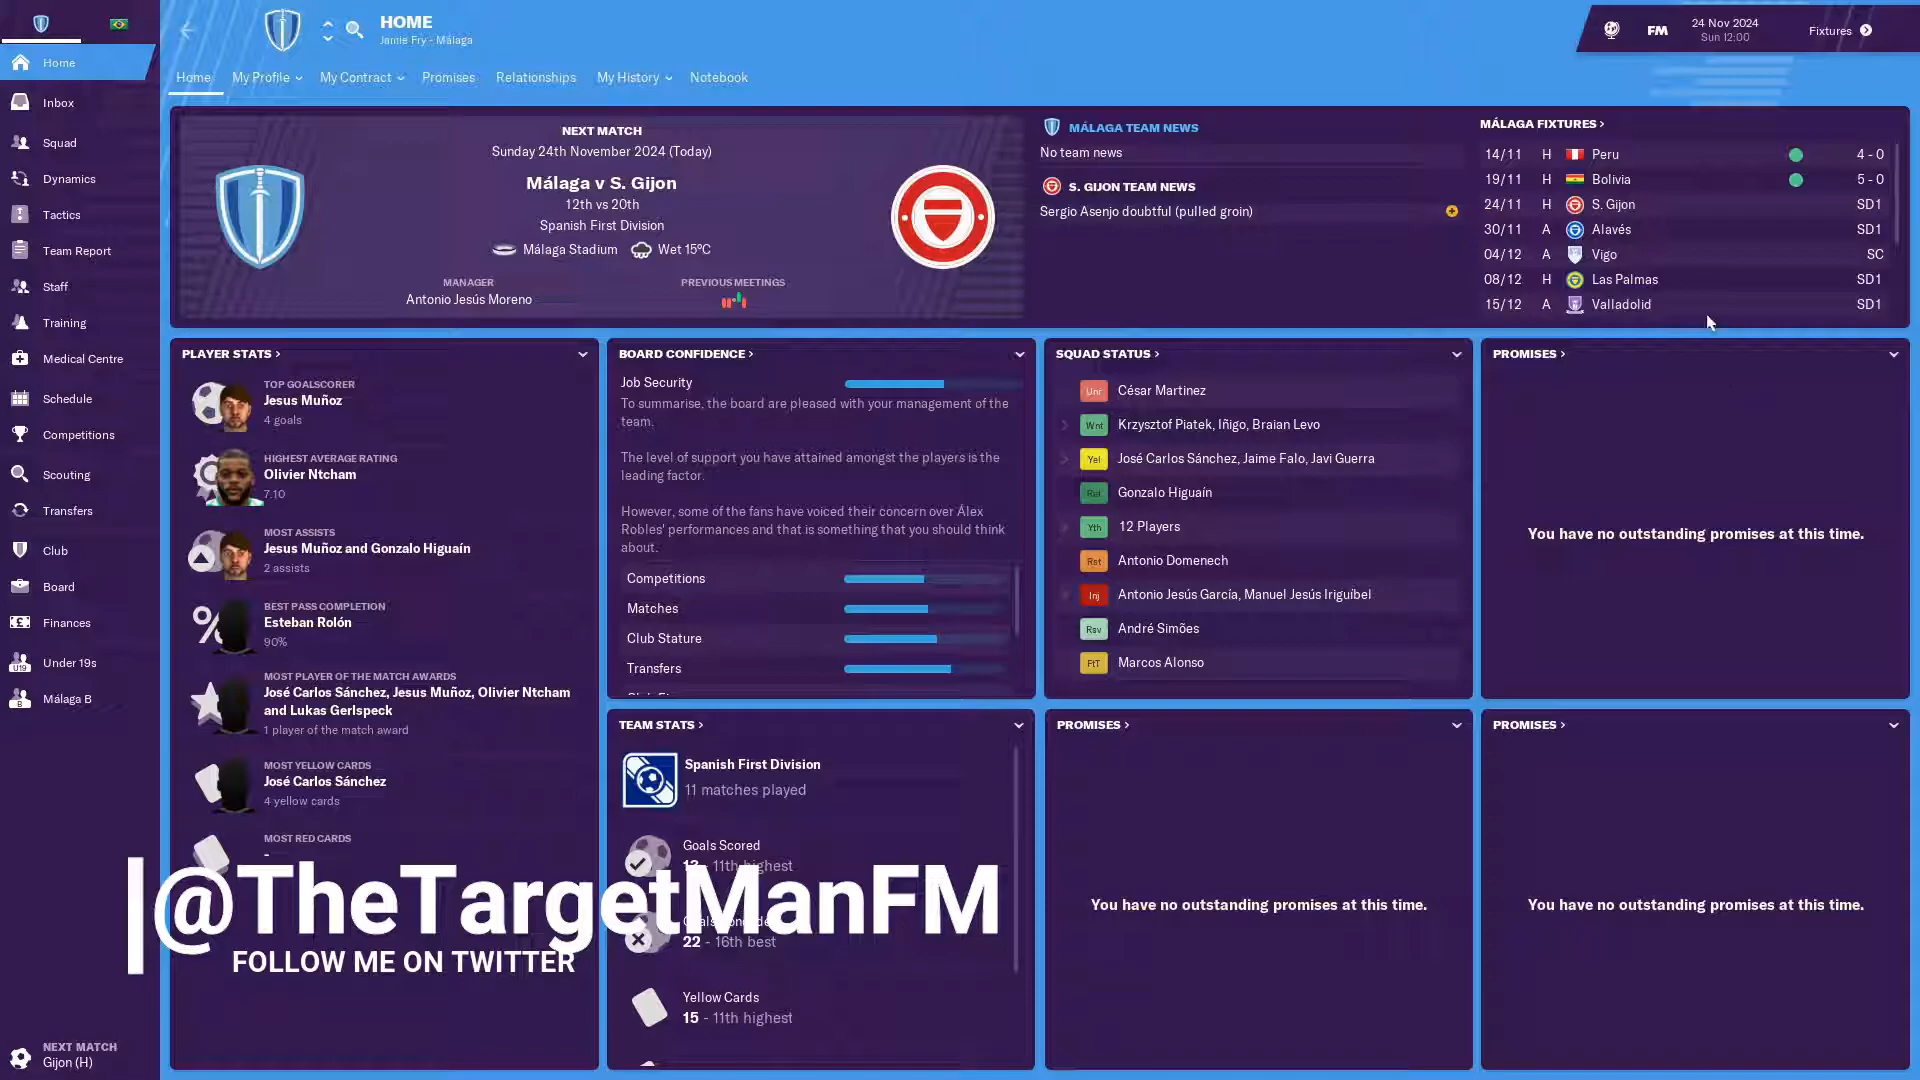 HOME
Jamie Fry - Málaga
FM
24 Nov 2024
Sun 12:00
Fixtures
Home
Inbox
Squad
Dynamics
Tactics
Team Report
Staff
Training
Medical Centre
Schedule
Competitions
Scouting
Transfers
Club
Board
Finances
U19
Under 19s
B
Málaga B
NEXT MATCH
Gijon (H)
Home
My Profile
My Contract
Promises
Relationships
My History
Notebook
NEXT MATCH
Sunday 24th November 2024 (Today)
Málaga v S. Gijon
12th vs 20th
Spanish First Division
Málaga Stadium
Wet 15ºC
MANAGER
Antonio Jesús Moreno
PREVIOUS MEETINGS
MÁLAGA TEAM NEWS
No team news
S. GIJON TEAM NEWS
Sergio Asenjo doubtful (pulled groin)
MÁLAGA FIXTURES >
14/11 H Peru 4 - 0
19/11 H Bolivia 5 - 0
24/11 H S. Gijon SD1
30/11 A Alavés SD1
04/12 A Vigo SC
08/12 H Las Palmas SD1
15/12 A Valladolid SD1
PLAYER STATS >
TOP GOALSCORER
Jesus Muñoz
4 goals
HIGHEST AVERAGE RATING
Olivier Ntcham
7.10
MOST ASSISTS
Jesus Muñoz and Gonzalo Higuaín
2 assists
BEST PASS COMPLETION
Esteban Rolón
90%
MOST PLAYER OF THE MATCH AWARDS
José Carlos Sánchez, Jesus Muñoz, Olivier Ntcham
and Lukas Gerlspeck
1 player of the match award
MOST YELLOW CARDS
José Carlos Sánchez
4 yellow cards
MOST RED CARDS
-
BOARD CONFIDENCE >
Job Security
To summarise, the board are pleased with your management of the
team.
The level of support you have attained amongst the players is the
leading factor.
However, some of the fans have voiced their concern over Álex
Robles' performances and that is something that you should think
about.
Competitions
Matches
Club Stature
Transfers
SQUAD STATUS >
Unr César Martinez
Wnt Krzysztof Piatek, Iñigo, Braian Levo
Yel José Carlos Sánchez, Jaime Falo, Javi Guerra
Gonzalo Higuaín
Yth 12 Players
Rst Antonio Domenech
Inj Antonio Jesús García, Manuel Jesús Iriguíbel
Rsv André Simões
FtT Marcos Alonso
PROMISES >
You have no outstanding promises at this time.
TEAM STATS >
Spanish First Division
11 matches played
Goals Scored
13 - 11th highest
22 - 16th best
Yellow Cards
15 - 11th highest
PROMISES >
You have no outstanding promises at this time.
PROMISES >
You have no outstanding promises at this time.
@TheTargetManFM
FOLLOW ME ON TWITTER